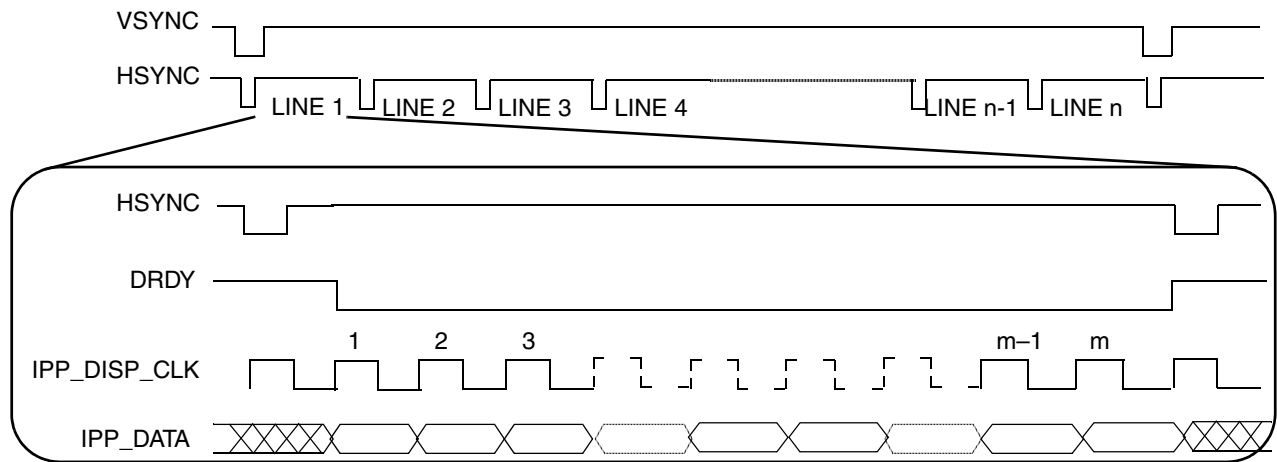 VSYNC
HSYNC
LINE 1 LINE 2 LINE 3 LINE 4 LINE n-1 LINE n
HSYNC
DRDY
1 2 3 m–1 m
IPP_DISP_CLK
IPP_DATA